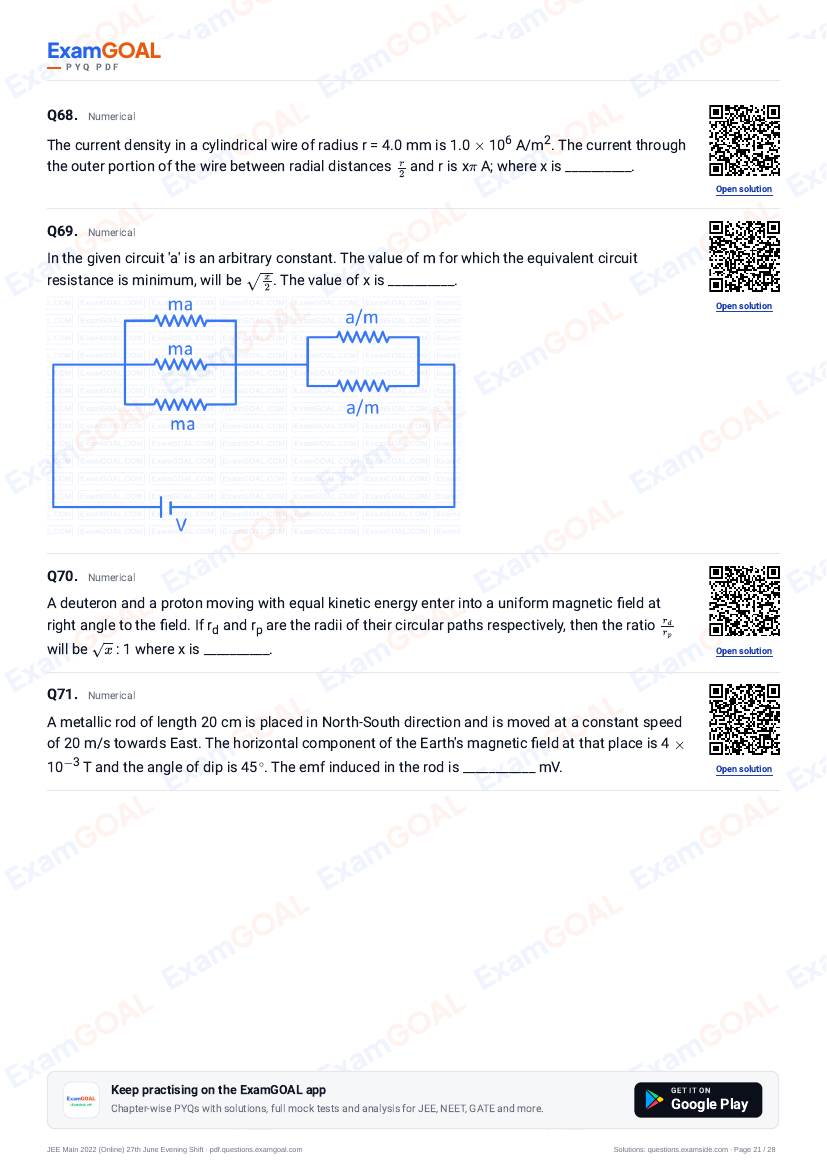 ExamGOAL
PYQ PDF
Q68. Numerical
The current density in a cylindrical wire of radius r = 4.0 mm is 1.0 × 10⁶ A/m². The current through
the outer portion of the wire between radial distances r/2 and r is xπ A; where x is __________.
Open solution
Q69. Numerical
In the given circuit 'a' is an arbitrary constant. The value of m for which the equivalent circuit
resistance is minimum, will be √(x/2). The value of x is __________.
Open solution
ma
a/m
ma
a/m
ma
V
Q70. Numerical
A deuteron and a proton moving with equal kinetic energy enter into a uniform magnetic field at
right angle to the field. If r_d and r_p are the radii of their circular paths respectively, then the ratio r_d/r_p
will be √x : 1 where x is __________.
Open solution
Q71. Numerical
A metallic rod of length 20 cm is placed in North-South direction and is moved at a constant speed
of 20 m/s towards East. The horizontal component of the Earth's magnetic field at that place is 4 ×
10⁻³ T and the angle of dip is 45°. The emf induced in the rod is ___________ mV.
Open solution
Keep practising on the ExamGOAL app
Chapter-wise PYQs with solutions, full mock tests and analysis for JEE, NEET, GATE and more.
GET IT ON
Google Play
JEE Main 2022 (Online) 27th June Evening Shift · pdf.questions.examgoal.com
Solutions: questions.examside.com · Page 21 / 28